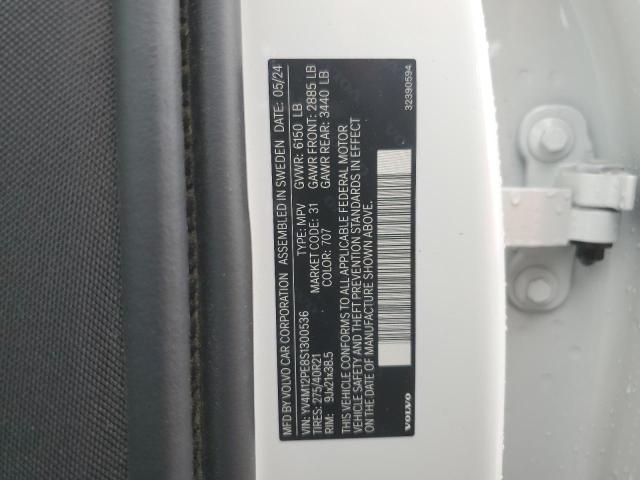 MFD BY VOLVO CAR CORPORATION ASSEMBLED IN SWEDEN DATE: 05/24
VIN: YV4M12PE8S1300536 TYPE: MPV GVWR: 6150 LB
TIRES: 275/40R21 MARKET CODE: 31 GAWR FRONT: 2885 LB
RIM: 9Jx21x38.5 COLOR: 707 GAWR REAR: 3440 LB
THIS VEHICLE CONFORMS TO ALL APPLICABLE FEDERAL MOTOR
VEHICLE SAFETY AND THEFT PREVENTION STANDARDS IN EFFECT
ON THE DATE OF MANUFACTURE SHOWN ABOVE.
VOLVO 32390594